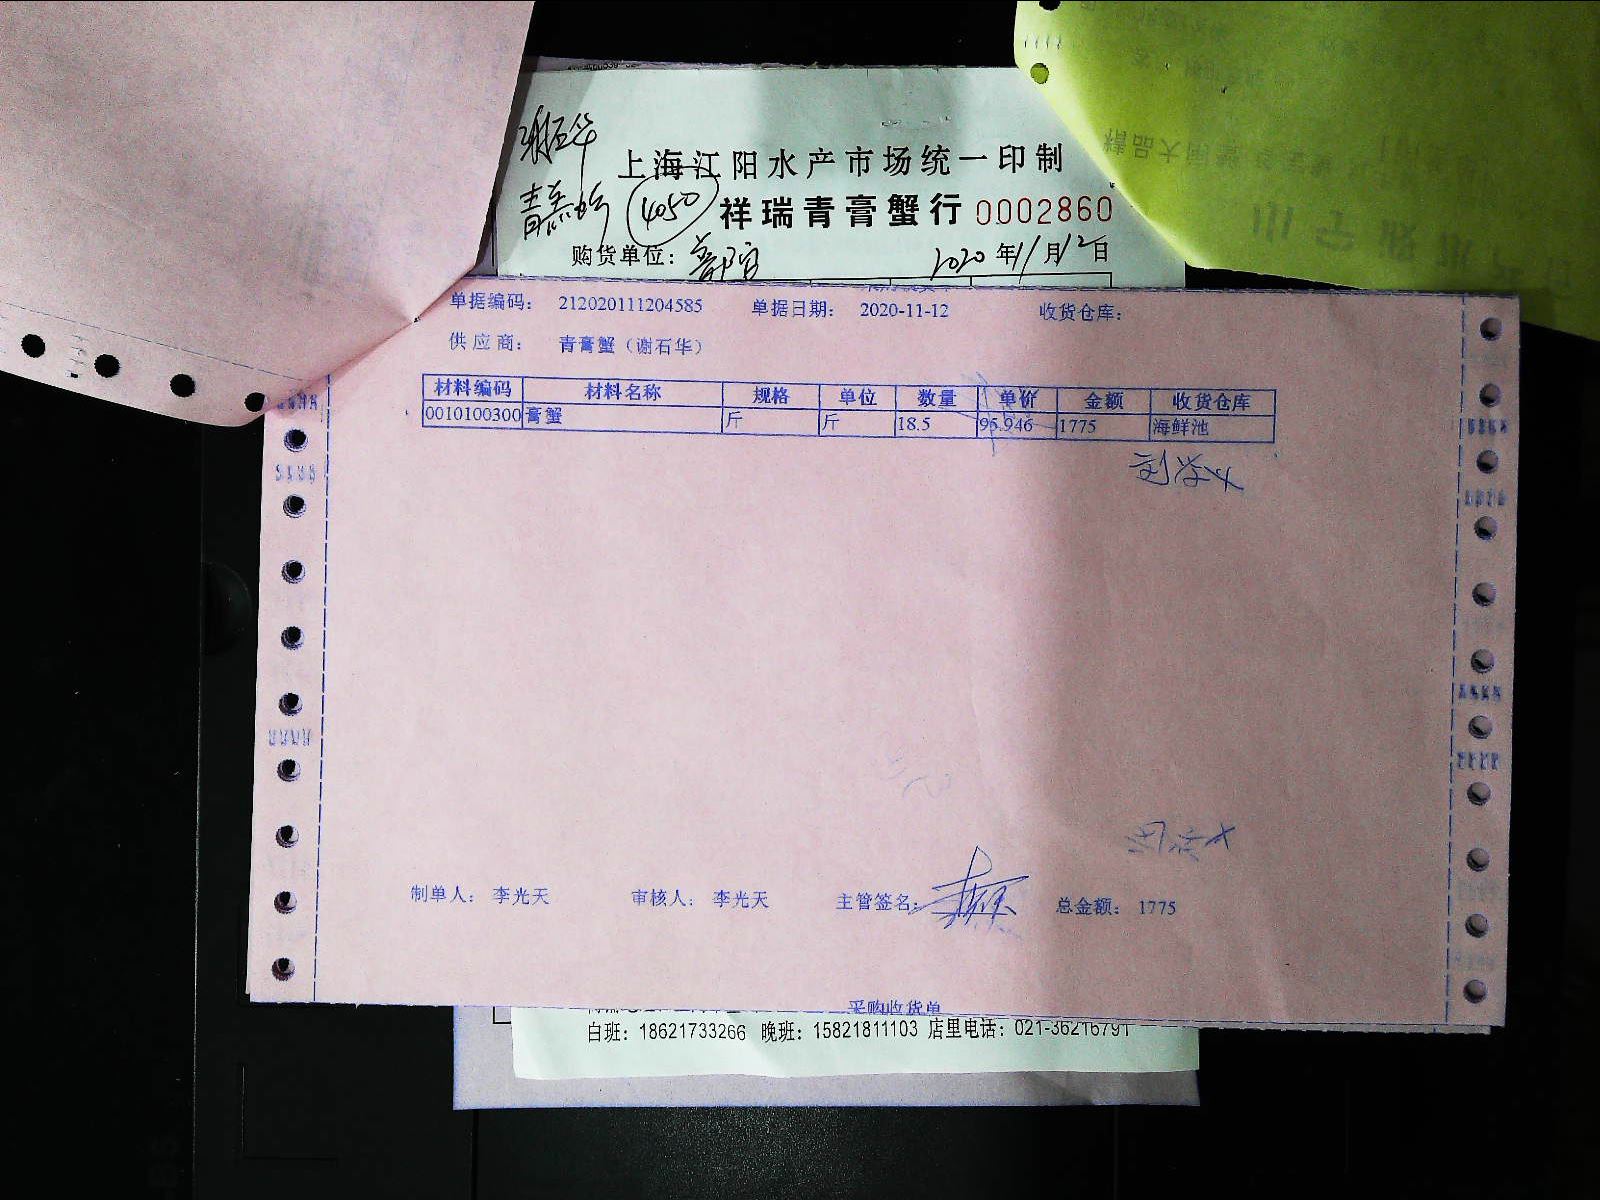 谢石华
上海江阳水产市场统一印制
青膏蟹 4050 祥瑞青膏蟹行 0002860
购货单位： 2020年11月12日
单据编码： 212020111204585 单据日期： 2020-11-12 收货仓库：
供应商： 青膏蟹（谢石华）
材料编码 材料名称 规格 单位 数量 单价 金额 收货仓库
0010100300 膏蟹 斤 斤 18.5 95.946 1775 海鲜池
制单人： 李光天 审核人： 李光天 主管签名： 总金额： 1775
采购收货单
白班：18621733266 晚班：15821811103 店里电话：021-36216791
精品大闸蟹